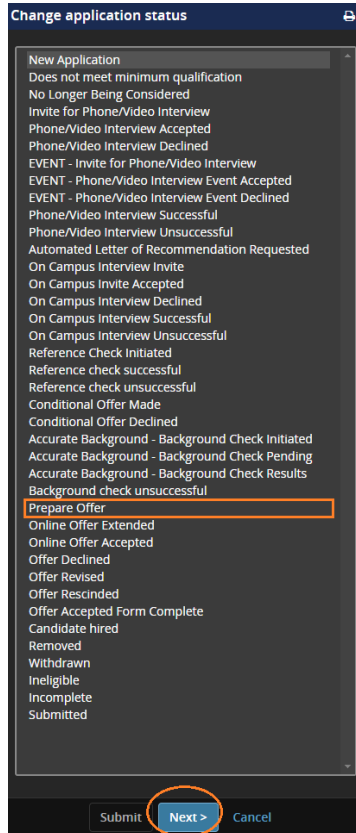 Change application status
New Application
Does not meet minimum qualification
No Longer Being Considered
Invite for Phone/Video Interview
Phone/Video Interview Accepted
Phone/Video Interview Declined
EVENT - Invite for Phone/Video Interview
EVENT - Phone/Video Interview Event Accepted
EVENT - Phone/Video Interview Event Declined
Phone/Video Interview Successful
Phone/Video Interview Unsuccessful
Automated Letter of Recommendation Requested
On Campus Interview Invite
On Campus Invite Accepted
On Campus Interview Declined
On Campus Interview Successful
On Campus Interview Unsuccessful
Reference Check Initiated
Reference check successful
Reference check unsuccessful
Conditional Offer Made
Conditional Offer Declined
Accurate Background - Background Check Initiated
Accurate Background - Background Check Pending
Accurate Background - Background Check Results
Background check unsuccessful
Prepare Offer
Online Offer Extended
Online Offer Accepted
Offer Declined
Offer Revised
Offer Rescinded
Offer Accepted Form Complete
Candidate hired
Removed
Withdrawn
Ineligible
Incomplete
Submitted
Submit Next > Cancel